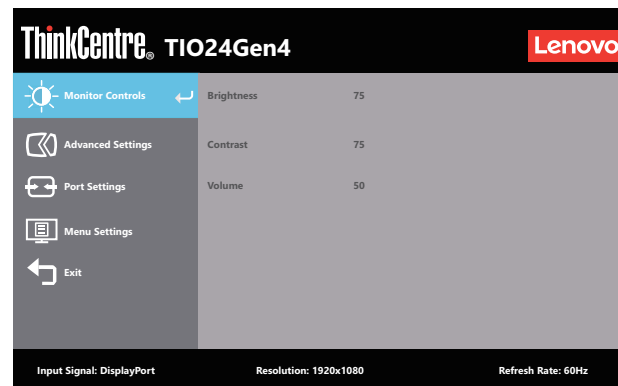 ThinkCentre® TIO24Gen4
Lenovo
Monitor Controls
Brightness 75
Advanced Settings
Contrast 75
Port Settings
Volume 50
Menu Settings
Exit
Input Signal: DisplayPort Resolution: 1920x1080 Refresh Rate: 60Hz